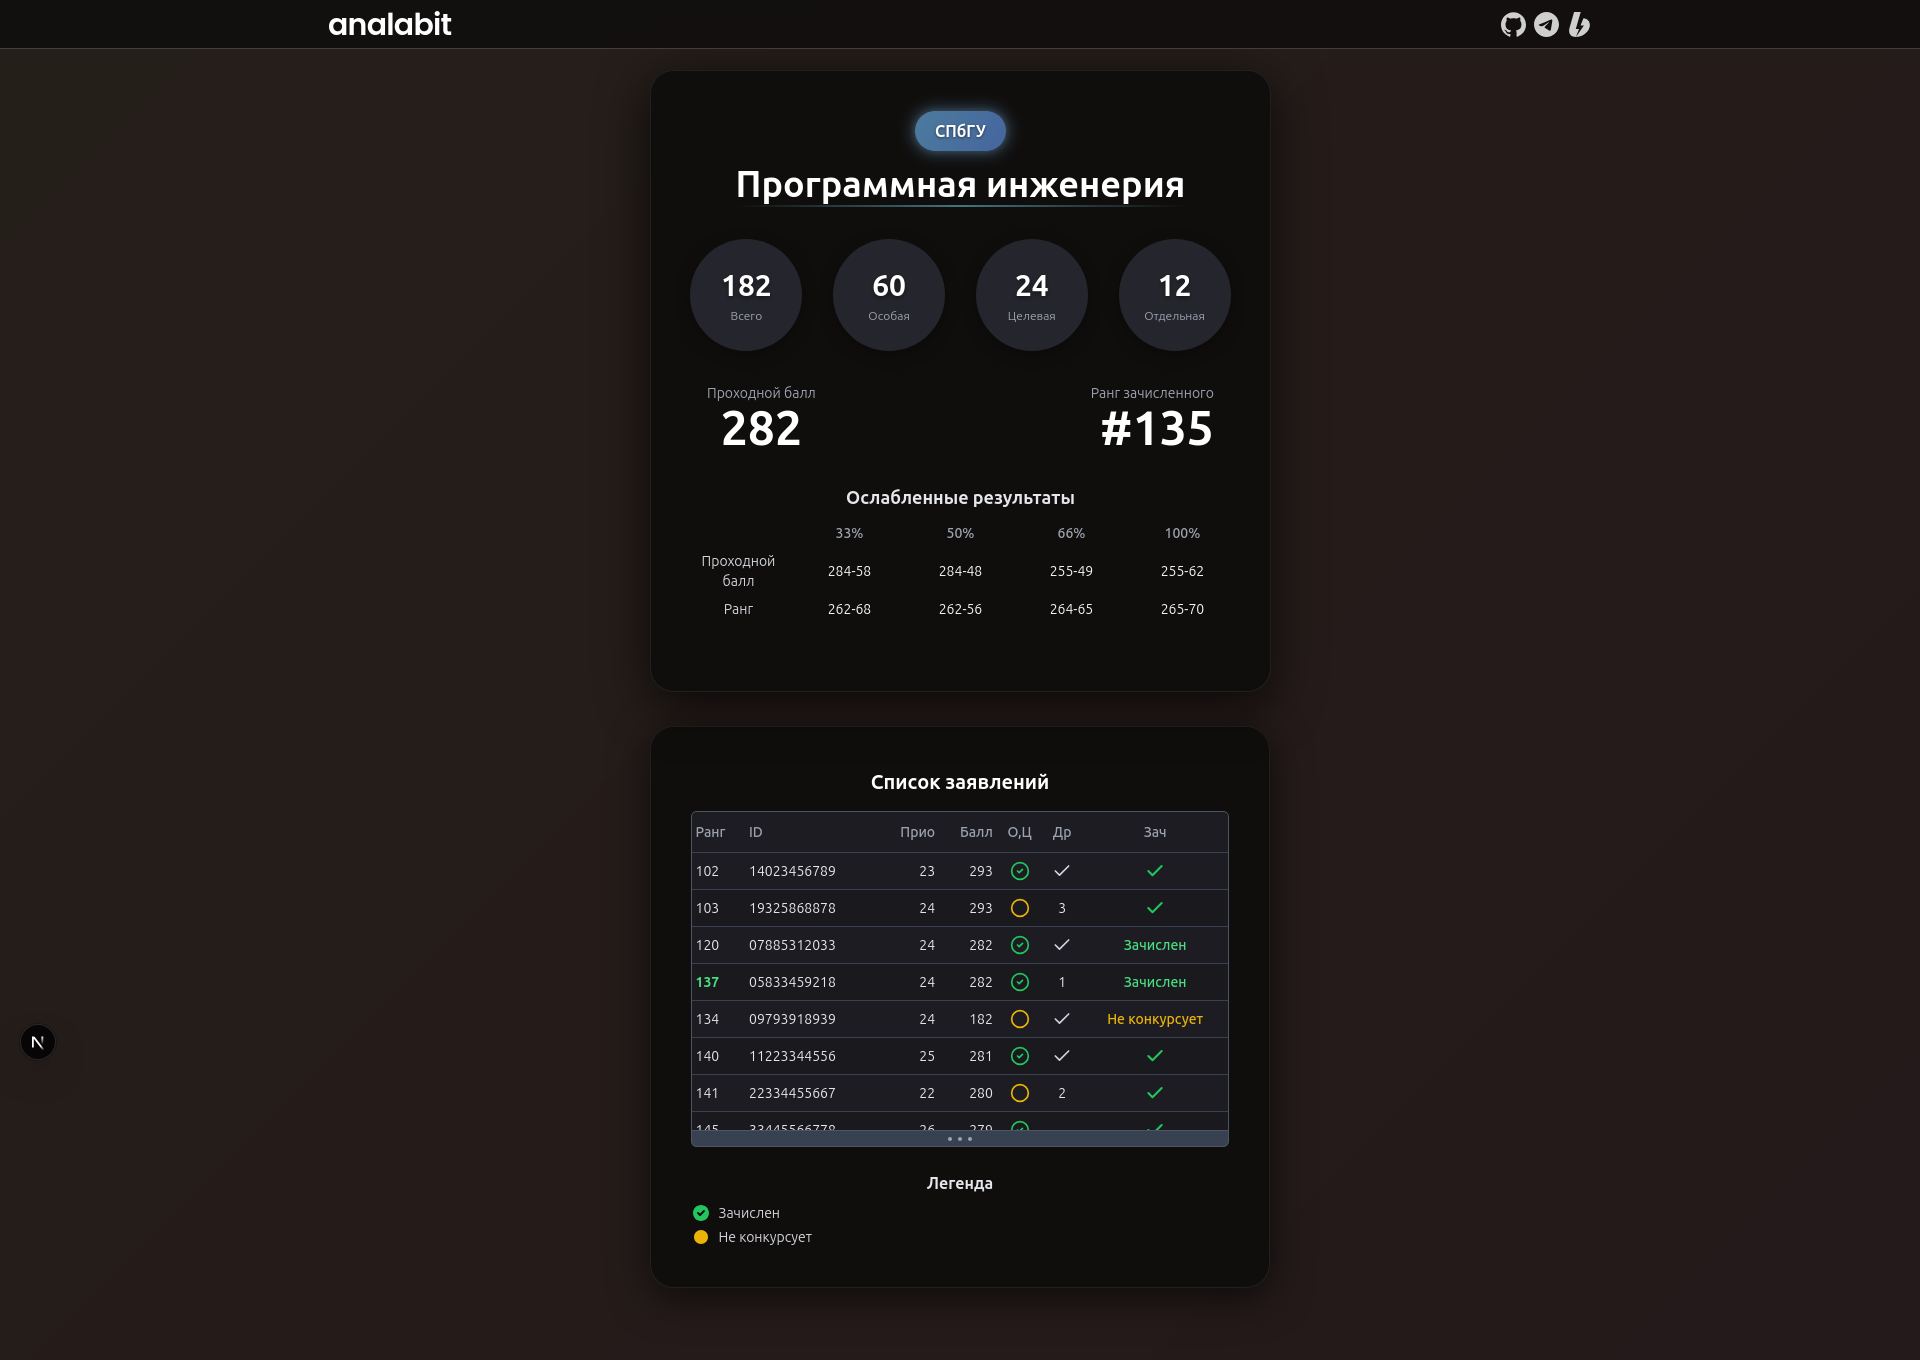 analabit
СПбГУ
Программная инженерия
182 60 24 12
Всего Особая Целевая Отдельная
Проходной балл Ранг зачисленного
282 #135
Ослабленные результаты
33% 50% 66% 100%
Проходной балл 284-58 284-48 255-49 255-62
Ранг 262-68 262-56 264-65 265-70
Список заявлений
Ранг ID Прио Балл О,Ц Др Зач
102 14023456789 23 293
103 19325868878 24 293 3
120 07885312033 24 282 Зачислен
137 05833459218 24 282 1 Зачислен
134 09793918939 24 182 Не конкурсует
140 11223344556 25 281
141 22334455667 22 280 2
145 33445566778 26 279
Легенда
Зачислен
Не конкурсует